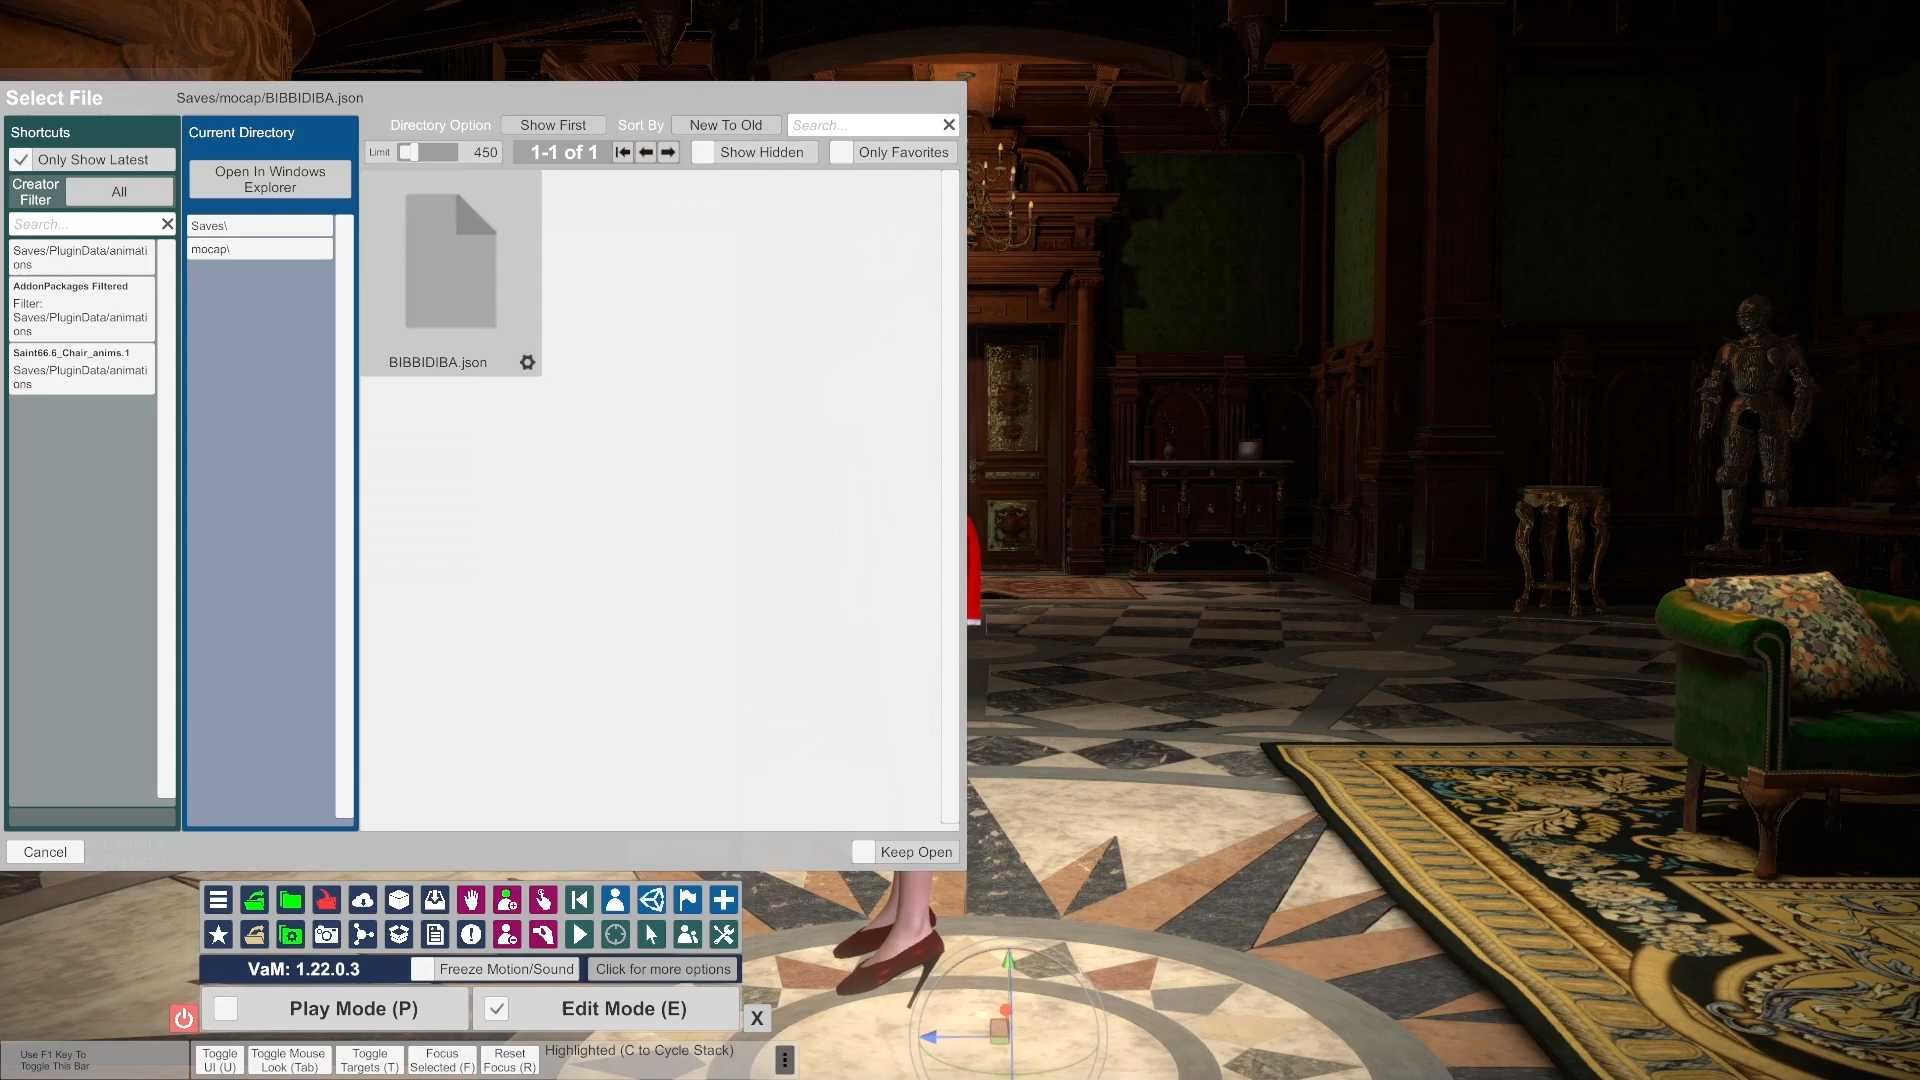 Select File
Saves/mocap/BIBBIDIBA.json
Shortcuts
Only Show Latest
Creator
Filter
All
Search...
Saves/PluginData/animati
ons
AddonPackages Filtered
Filter:
Saves/PluginData/animati
ons
Saint66.6_Chair_anims.1
Saves/PluginData/animati
ons
Current Directory
Open In Windows
Explorer
Saves\
mocap\
Directory Option
Show First
Sort By
New To Old
Search...
Limit
450
1-1 of 1
Show Hidden
Only Favorites
BIBBIDIBA.json
Cancel
Keep Open
VaM: 1.22.0.3
Freeze Motion/Sound
Click for more options
Play Mode (P)
Edit Mode (E)
X
Use F1 Key To
Toggle This Bar
Toggle
UI (U)
Toggle Mouse
Look (Tab)
Toggle
Targets (T)
Focus
Selected (F)
Reset
Focus (R)
Highlighted (C to Cycle Stack)